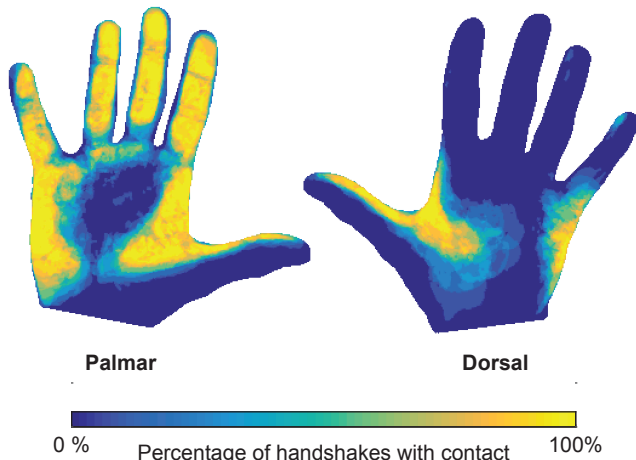 Palmar Dorsal
0 % Percentage of handshakes with contact 100%